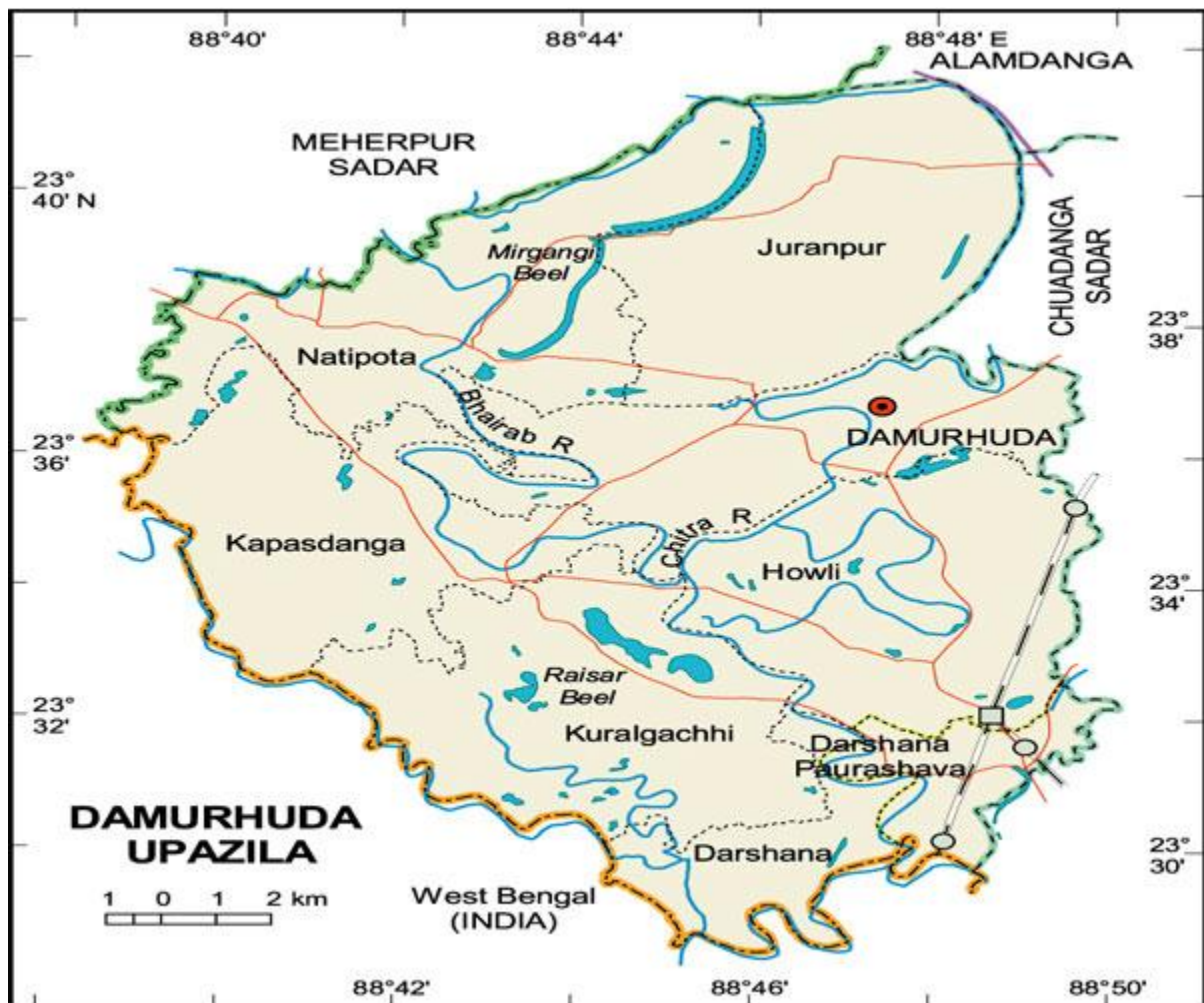 88°40'
88°44'
88°48' E
ALAMDANGA
MEHERPUR
SADAR
23°
40' N
Mirgangi
Beel
Juranpur
CHUADANGA
SADAR
23°
38'
Natipota
Bhairab R
DAMURHUDA
23°
36'
Chitra R
Kapasdanga
Howli
23°
34'
Raisar
Beel
23°
32'
Kuralgachhi
Darshana
Paurashava
DAMURHUDA
UPAZILA
Darshana
23°
30'
1 0 1 2 km
West Bengal
(INDIA)
88°42'
88°46'
88°50'